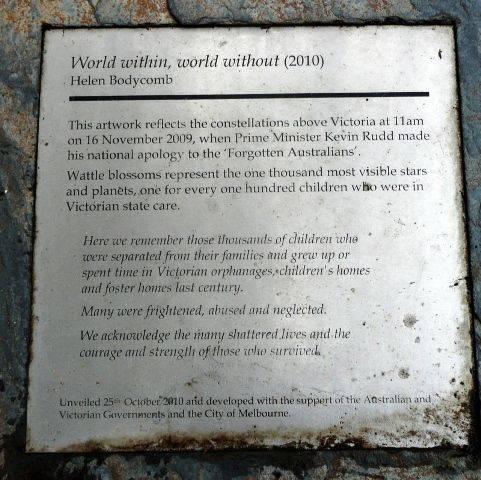 World within, world without (2010)
Helen Bodycomb
This artwork reflects the constellations above Victoria at 11am
on 16 November 2009, when Prime Minister Kevin Rudd made
his national apology to the 'Forgotten Australians'.
Wattle blossoms represent the one thousand most visible stars
and planets, one for every one hundred children who were in
Victorian state care.
Here we remember those thousands of children who
were separated from their families and grew up or
spent time in Victorian orphanages, children's homes
and foster homes last century.
Many were frightened, abused and neglected.
We acknowledge the many shattered lives and the
courage and strength of those who survived.
Unveiled 25th October 2010 and developed with the support of the Australian and
Victorian Governments and the City of Melbourne.